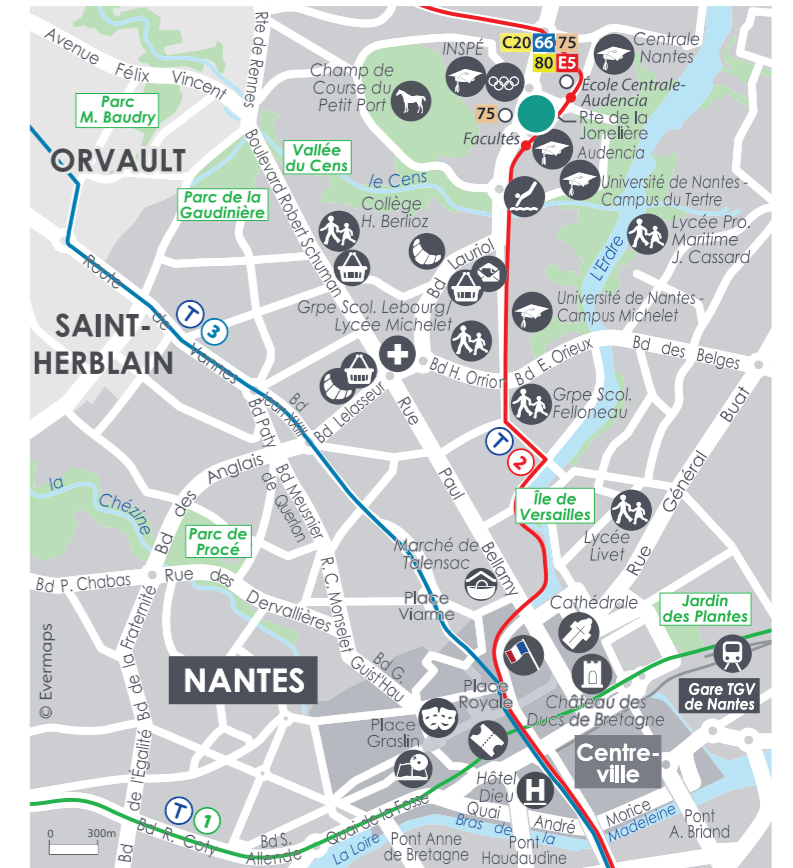 Avenue Félix Vincent
Rte de Rennes
INSPÉ
C20 66 75
80 E5
Centrale
Nantes
Champ de
Course du
Petit Port
École Centrale-
Audencia
Parc
M. Baudry
75
Rte de la
Jonelière
Facultés
Audencia
ORVAULT
Vallée
du Cens
le Cens
Boulevard Robert Schuman
Université de Nantes -
Campus du Tertre
Parc de la
Gaudinière
Collège
H. Berlioz
Lycée Pro.
Maritime
J. Cassard
L'Erdre
Bd Lauriol
Route de Vannes
T 3
SAINT-
HERBLAIN
Grpe Scol. Lebourg/
Lycée Michelet
Université de Nantes -
Campus Michelet
Bd des Belges
Bd E. Orieux
Bd H. Orrion
Bd Lelasseur
Bd Jean XXIII
Bd Paty
Grpe Scol.
Felloneau
Rue Paul Bellamy
T 2
Rue Général Buat
Bd des Anglais
Bd Meusnier
de Querlon
la Chézine
Île de
Versailles
Lycée
Livet
Parc de
Procé
Marché de
Talensac
Bd P. Chabas
Rue des Dervallières
R. C. Monselet
Place
Viarme
Cathédrale
Jardin
des Plantes
Bd de la Fraternité
© Evermaps
NANTES
Bd G.
Guist'Hau
Place
Royale
Château des
Ducs de Bretagne
Gare TGV
de Nantes
Place
Graslin
Centre-
ville
Hôtel
Dieu
H
Bd de l'Égalité
T 1
Bd R. Coty
Bd S.
Allende
Quai de la Fosse
Quai André Morice
Bras de la Madeleine
La Loire
Pont Anne
de Bretagne
Pont
Haudaudine
Pont
A. Briand
0 300m